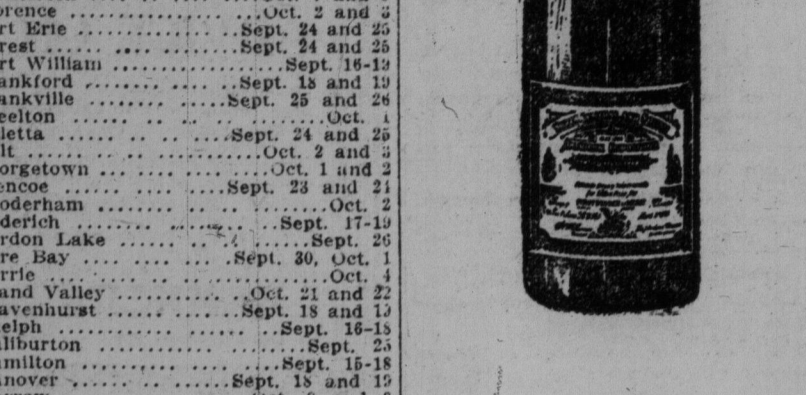 orence ............ ...Oct. 2 and 3
rt Erie ............Sept. 24 and 25
rest ..............Sept. 24 and 25
rt William ............Sept. 16-19
ankford ............Sept. 18 and 19
ankville ............Sept. 25 and 26
eelton ............Oct. 1
letta ............Sept. 24 and 25
lt ............Oct. 2 and 3
orgetown ............Oct. 1 and 2
encoe ............Sept. 23 and 24
oderham ............Oct. 2
derich ............Sept. 17-19
rdon Lake ............Sept. 26
re Bay ............Sept. 30, Oct. 1
rrie ............Oct. 4
and Valley ............Oct. 21 and 22
avenhurst ............Sept. 18 and 19
elph ............Sept. 16-18
liburton ............Sept. 25
milton ............Sept. 15-18
nover ............Sept. 18 and 19